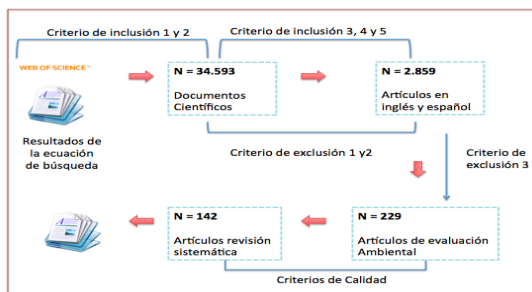 Criterio de inclusión 1 y 2
Criterio de inclusión 3, 4 y 5
WEB OF SCIENCE™
N = 34.593
Documentos
Científicos
N = 2.859
Artículos en
inglés y español
Resultados de
la ecuación
de búsqueda
Criterio de exclusión 1 y2
Criterio de
exclusión 3
N = 142
Artículos revisión
sistemática
N = 229
Artículos de evaluación
Ambiental
Criterios de Calidad